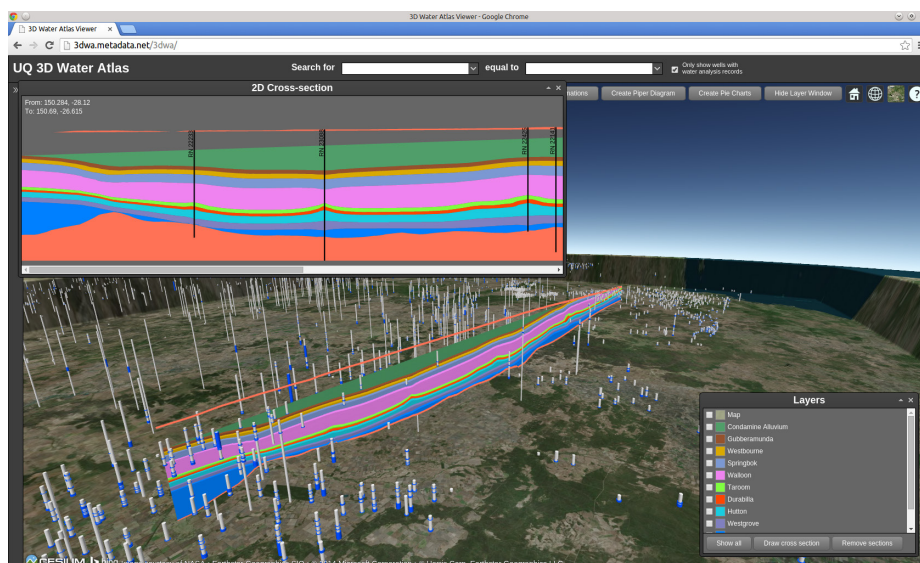 3D Water Atlas Viewer - Google Chrome
3D Water Atlas Viewer
3dwa.metadata.net/3dwa/
UQ 3D Water Atlas
Search for
equal to
Only show wells with
water analysis records
2D Cross-section
Create Piper Diagram
Create Pie Charts
Hide Layer Window
?
From: 150.284, -28.12
To: 150.69, -26.615
Layers
Map
Condamine Alluvium
Gubberamunda
Westbourne
Springbok
Walloon
Taroom
Durabilla
Hutton
Westgrove
Show all
Draw cross section
Remove sections
CESIUM